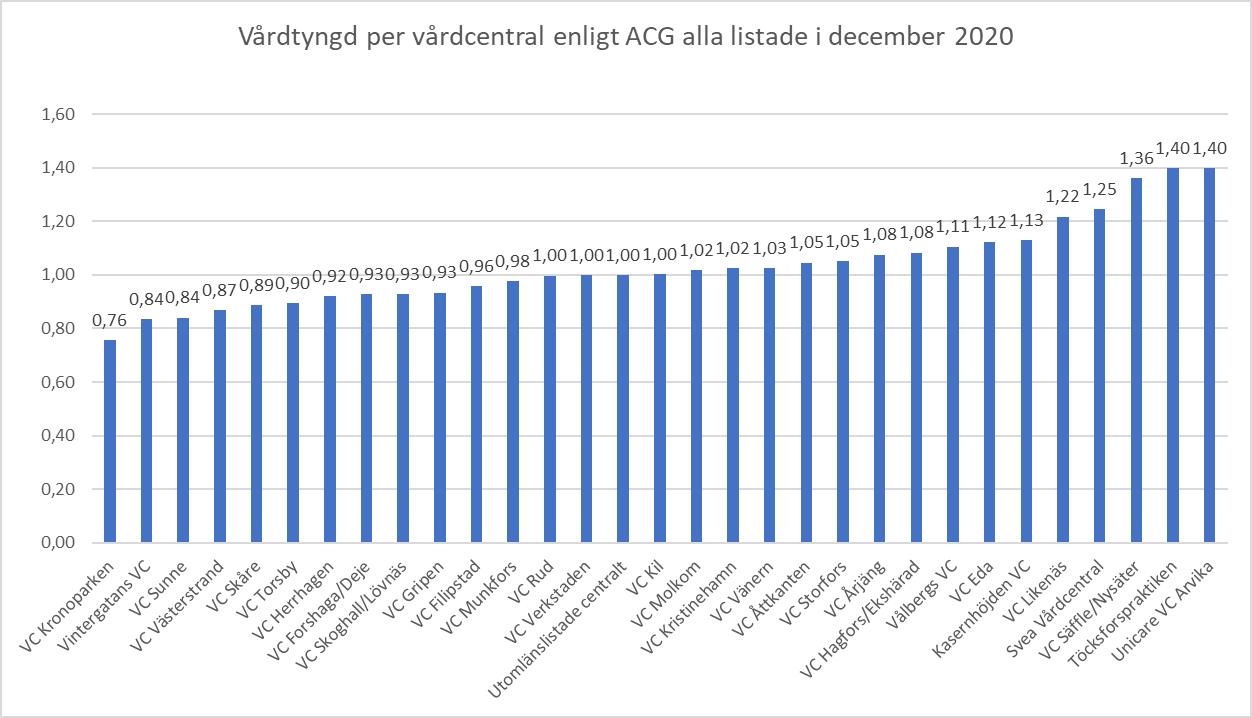 Vårdtyngd per vårdcentral enligt ACG alla listade i december 2020
1,60
1,40
1,20
1,00
0,80
0,60
0,40
0,20
0,00
0,76
0,84
0,84
0,87
0,89
0,90
0,92
0,93
0,93
0,93
0,96
0,98
1,00
1,00
1,00
1,00
1,02
1,02
1,03
1,05
1,05
1,08
1,08
1,11
1,12
1,13
1,22
1,25
1,36
1,40
1,40
VC Kronoparken
Vintergatans VC
VC Sunne
VC Västerstrand
VC Skåre
VC Torsby
VC Herrhagen
VC Forshaga/Deje
VC Skoghall/Lövnäs
VC Gripen
VC Filipstad
VC Munkfors
VC Rud
VC Verkstaden
Utomlänslistade centralt
VC Kil
VC Molkom
VC Kristinehamn
VC Vänern
VC Åttkanten
VC Storfors
VC Årjäng
VC Hagfors/Ekshärad
Vålbergs VC
VC Eda
Kasernhöjden VC
VC Likenäs
Svea Vårdcentral
VC Säffle/Nysäter
Töcksforspraktiken
Unicare VC Arvika